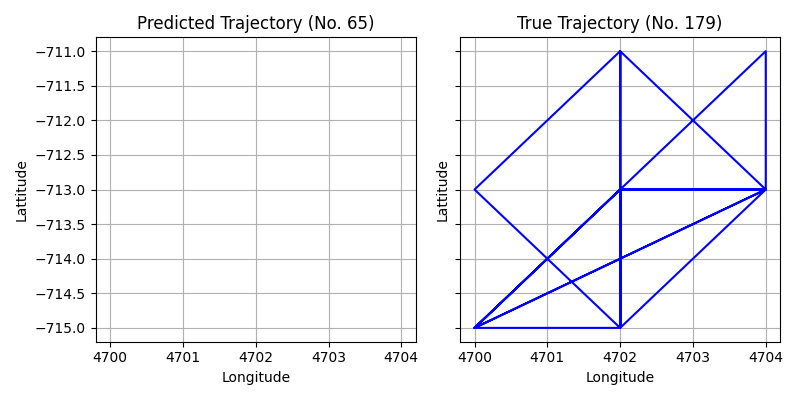 Predicted Trajectory (No. 65)
Lattitude
−711.0
−711.5
−712.0
−712.5
−713.0
−713.5
−714.0
−714.5
−715.0
4700 4701 4702 4703 4704
Longitude
True Trajectory (No. 179)
Lattitude
4700 4701 4702 4703 4704
Longitude